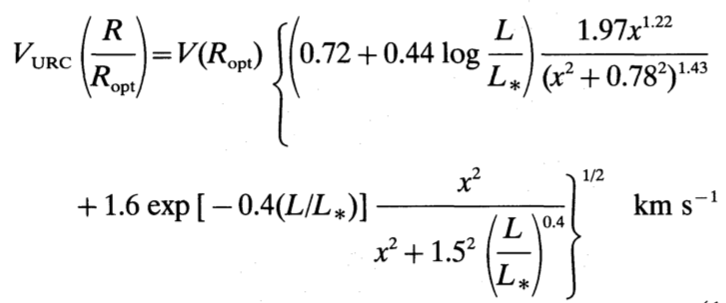 V_URC (R/R_opt) = V(R_opt) {(0.72 + 0.44 log L/L_*) 1.97x^1.22/(x^2 + 0.78^2)^1.43
+ 1.6 exp [ − 0.4(L/L_*)] x^2/(x^2 + 1.5^2 (L/L_*)^0.4)}^1/2 km s^−1